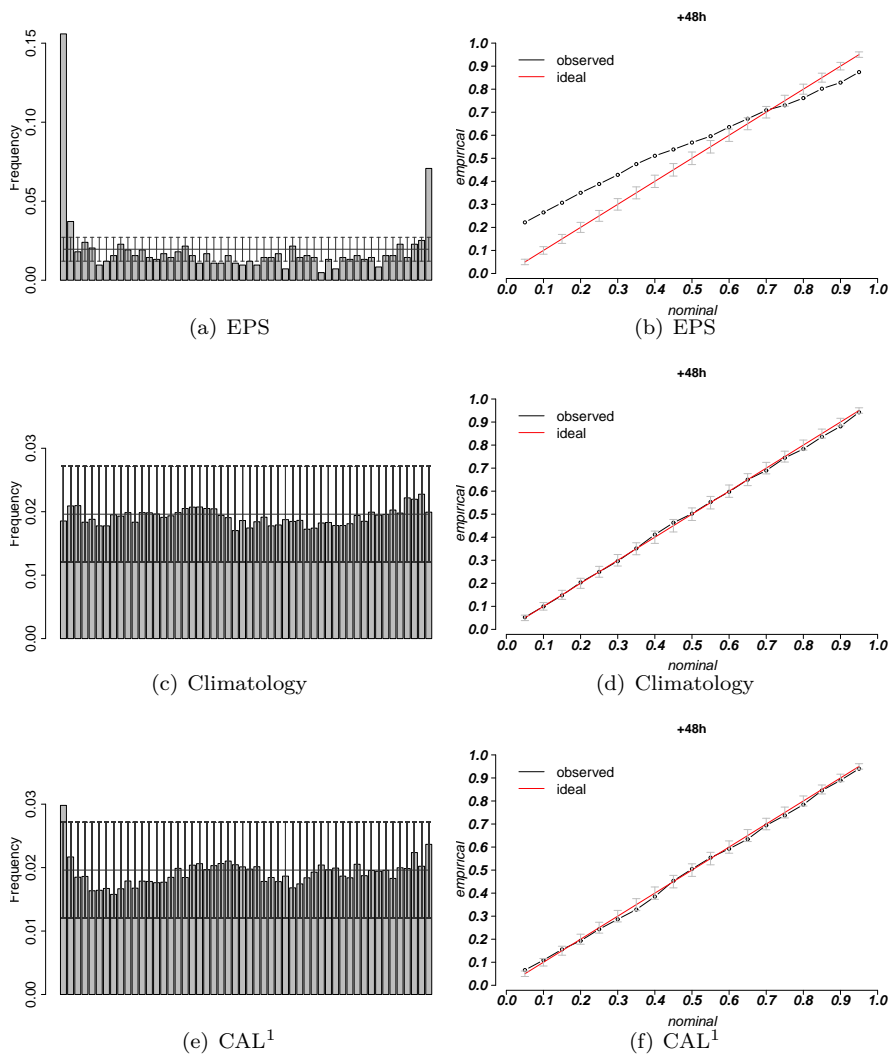 +48h
0.15
0.10
0.05
0.00
Frequency
1.0
0.9
0.8
0.7
0.6
0.5
0.4
0.3
0.2
0.1
0.0
empirical
observed
ideal
0.0 0.1 0.2 0.3 0.4 0.5 0.6 0.7 0.8 0.9 1.0
nominal
(a) EPS
(b) EPS
+48h
0.03
0.02
0.01
0.00
Frequency
1.0
0.9
0.8
0.7
0.6
0.5
0.4
0.3
0.2
0.1
0.0
empirical
observed
ideal
0.0 0.1 0.2 0.3 0.4 0.5 0.6 0.7 0.8 0.9 1.0
nominal
(c) Climatology
(d) Climatology
+48h
0.03
0.02
0.01
0.00
Frequency
1.0
0.9
0.8
0.7
0.6
0.5
0.4
0.3
0.2
0.1
0.0
empirical
observed
ideal
0.0 0.1 0.2 0.3 0.4 0.5 0.6 0.7 0.8 0.9 1.0
nominal
(e) CAL¹
(f) CAL¹